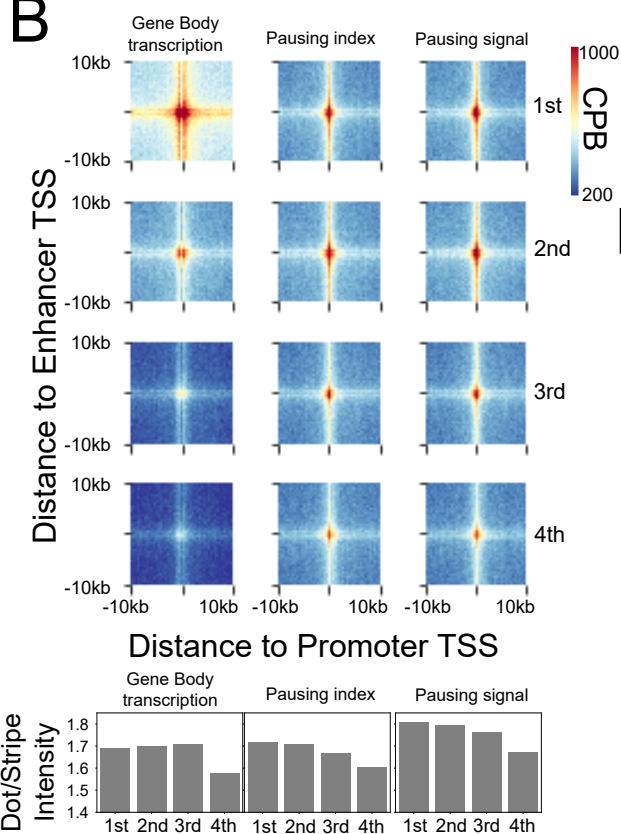 B
Gene Body
transcription
Pausing index
Pausing signal
10kb
-10kb
1st
1000
CPB
200
10kb
-10kb
2nd
10kb
-10kb
3rd
10kb
-10kb
4th
-10kb 10kb -10kb 10kb -10kb 10kb
Distance to Enhancer TSS
Distance to Promoter TSS
Gene Body
transcription
Pausing index
Pausing signal
Dot/Stripe
Intensity
1.8
1.7
1.6
1.5
1.4
1st 2nd 3rd 4th 1st 2nd 3rd 4th 1st 2nd 3rd 4th